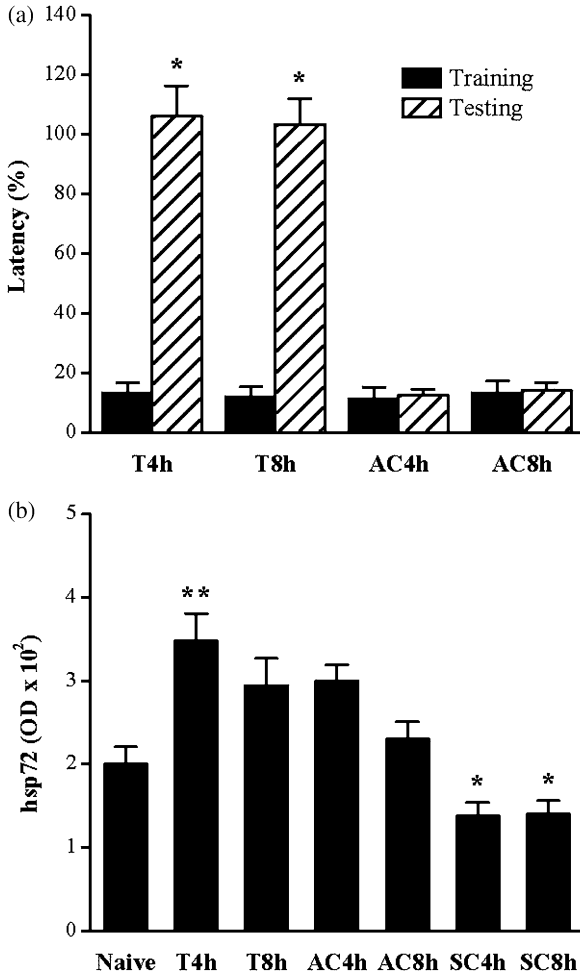 (a)
140
120
100
80
60
40
20
0
Latency (%)
* *
Training
Testing
T4h T8h AC4h AC8h
(b)
5
4
3
2
1
0
hsp72 (OD x 10²)
** * *
Naive T4h T8h AC4h AC8h SC4h SC8h